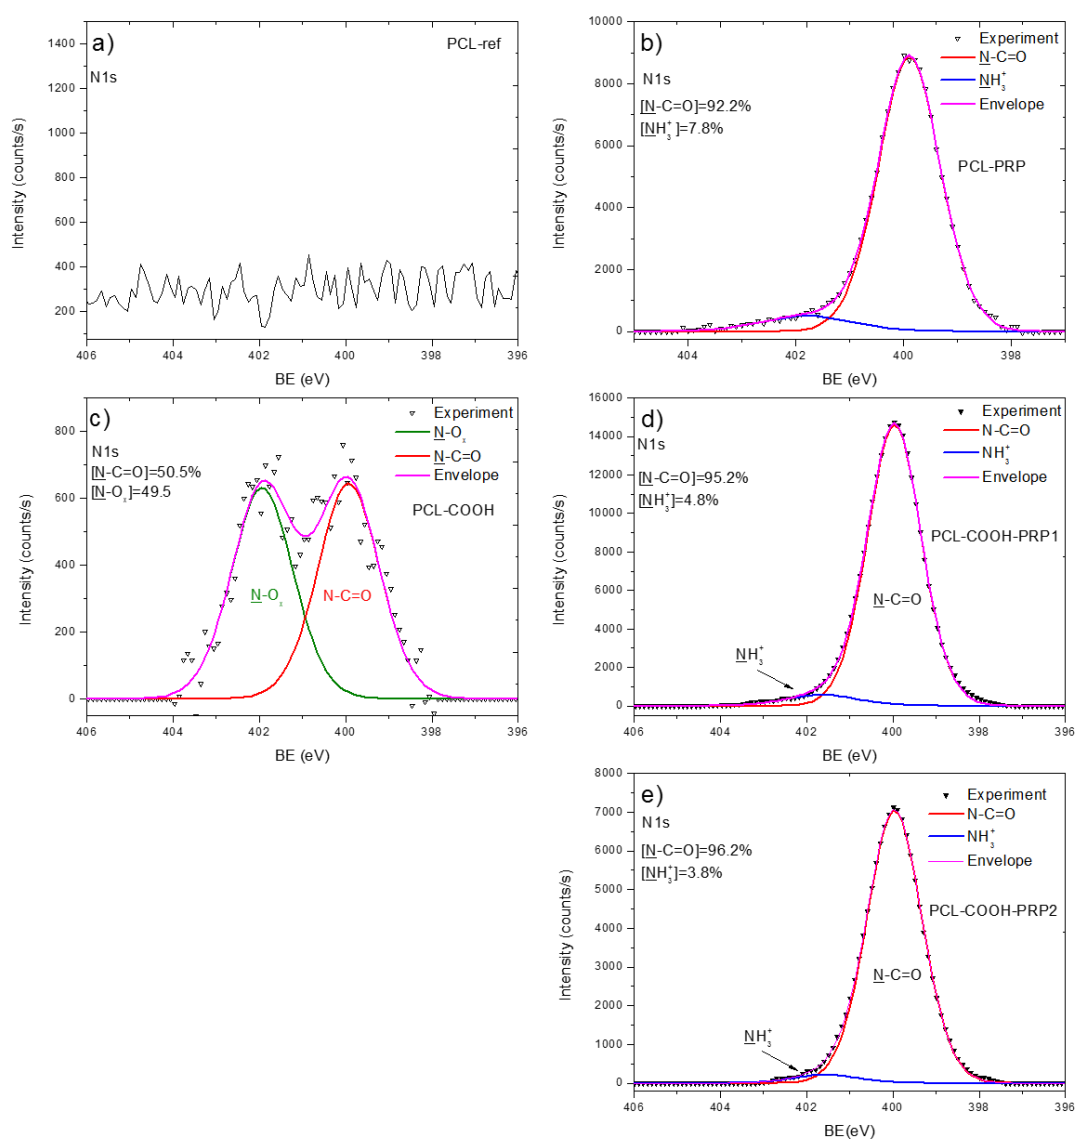 a)
PCL-ref
N1s
1400
1200
1000
800
600
400
200
406
404
402
400
398
396
Intensity (counts/s)
BE (eV)
b)
N1s
[N-C=O]=92.2%
[NH₃⁺]=7.8%
Experiment
N-C=O
NH₃⁺
Envelope
PCL-PRP
10000
8000
6000
4000
2000
0
404
402
400
398
Intensity (counts/s)
BE (eV)
c)
N1s
[N-C=O]=50.5%
[N-Oₓ]=49.5
Experiment
N-Oₓ
N-C=O
Envelope
PCL-COOH
N-Oₓ
N-C=O
800
600
400
200
0
406
404
402
400
398
396
Intensity (counts/s)
BE (eV)
d)
N1s
[N-C=O]=95.2%
[NH₃⁺]=4.8%
Experiment
N-C=O
NH₃⁺
Envelope
PCL-COOH-PRP1
N-C=O
NH₃⁺
16000
14000
12000
10000
8000
6000
4000
2000
0
406
404
402
400
398
396
Intensity (counts/s)
BE (eV)
e)
N1s
[N-C=O]=96.2%
[NH₃⁺]=3.8%
Experiment
N-C=O
NH₃⁺
Envelope
PCL-COOH-PRP2
N-C=O
NH₃⁺
8000
7000
6000
5000
4000
3000
2000
1000
0
406
404
402
400
398
396
Intensity (counts/s)
BE(eV)